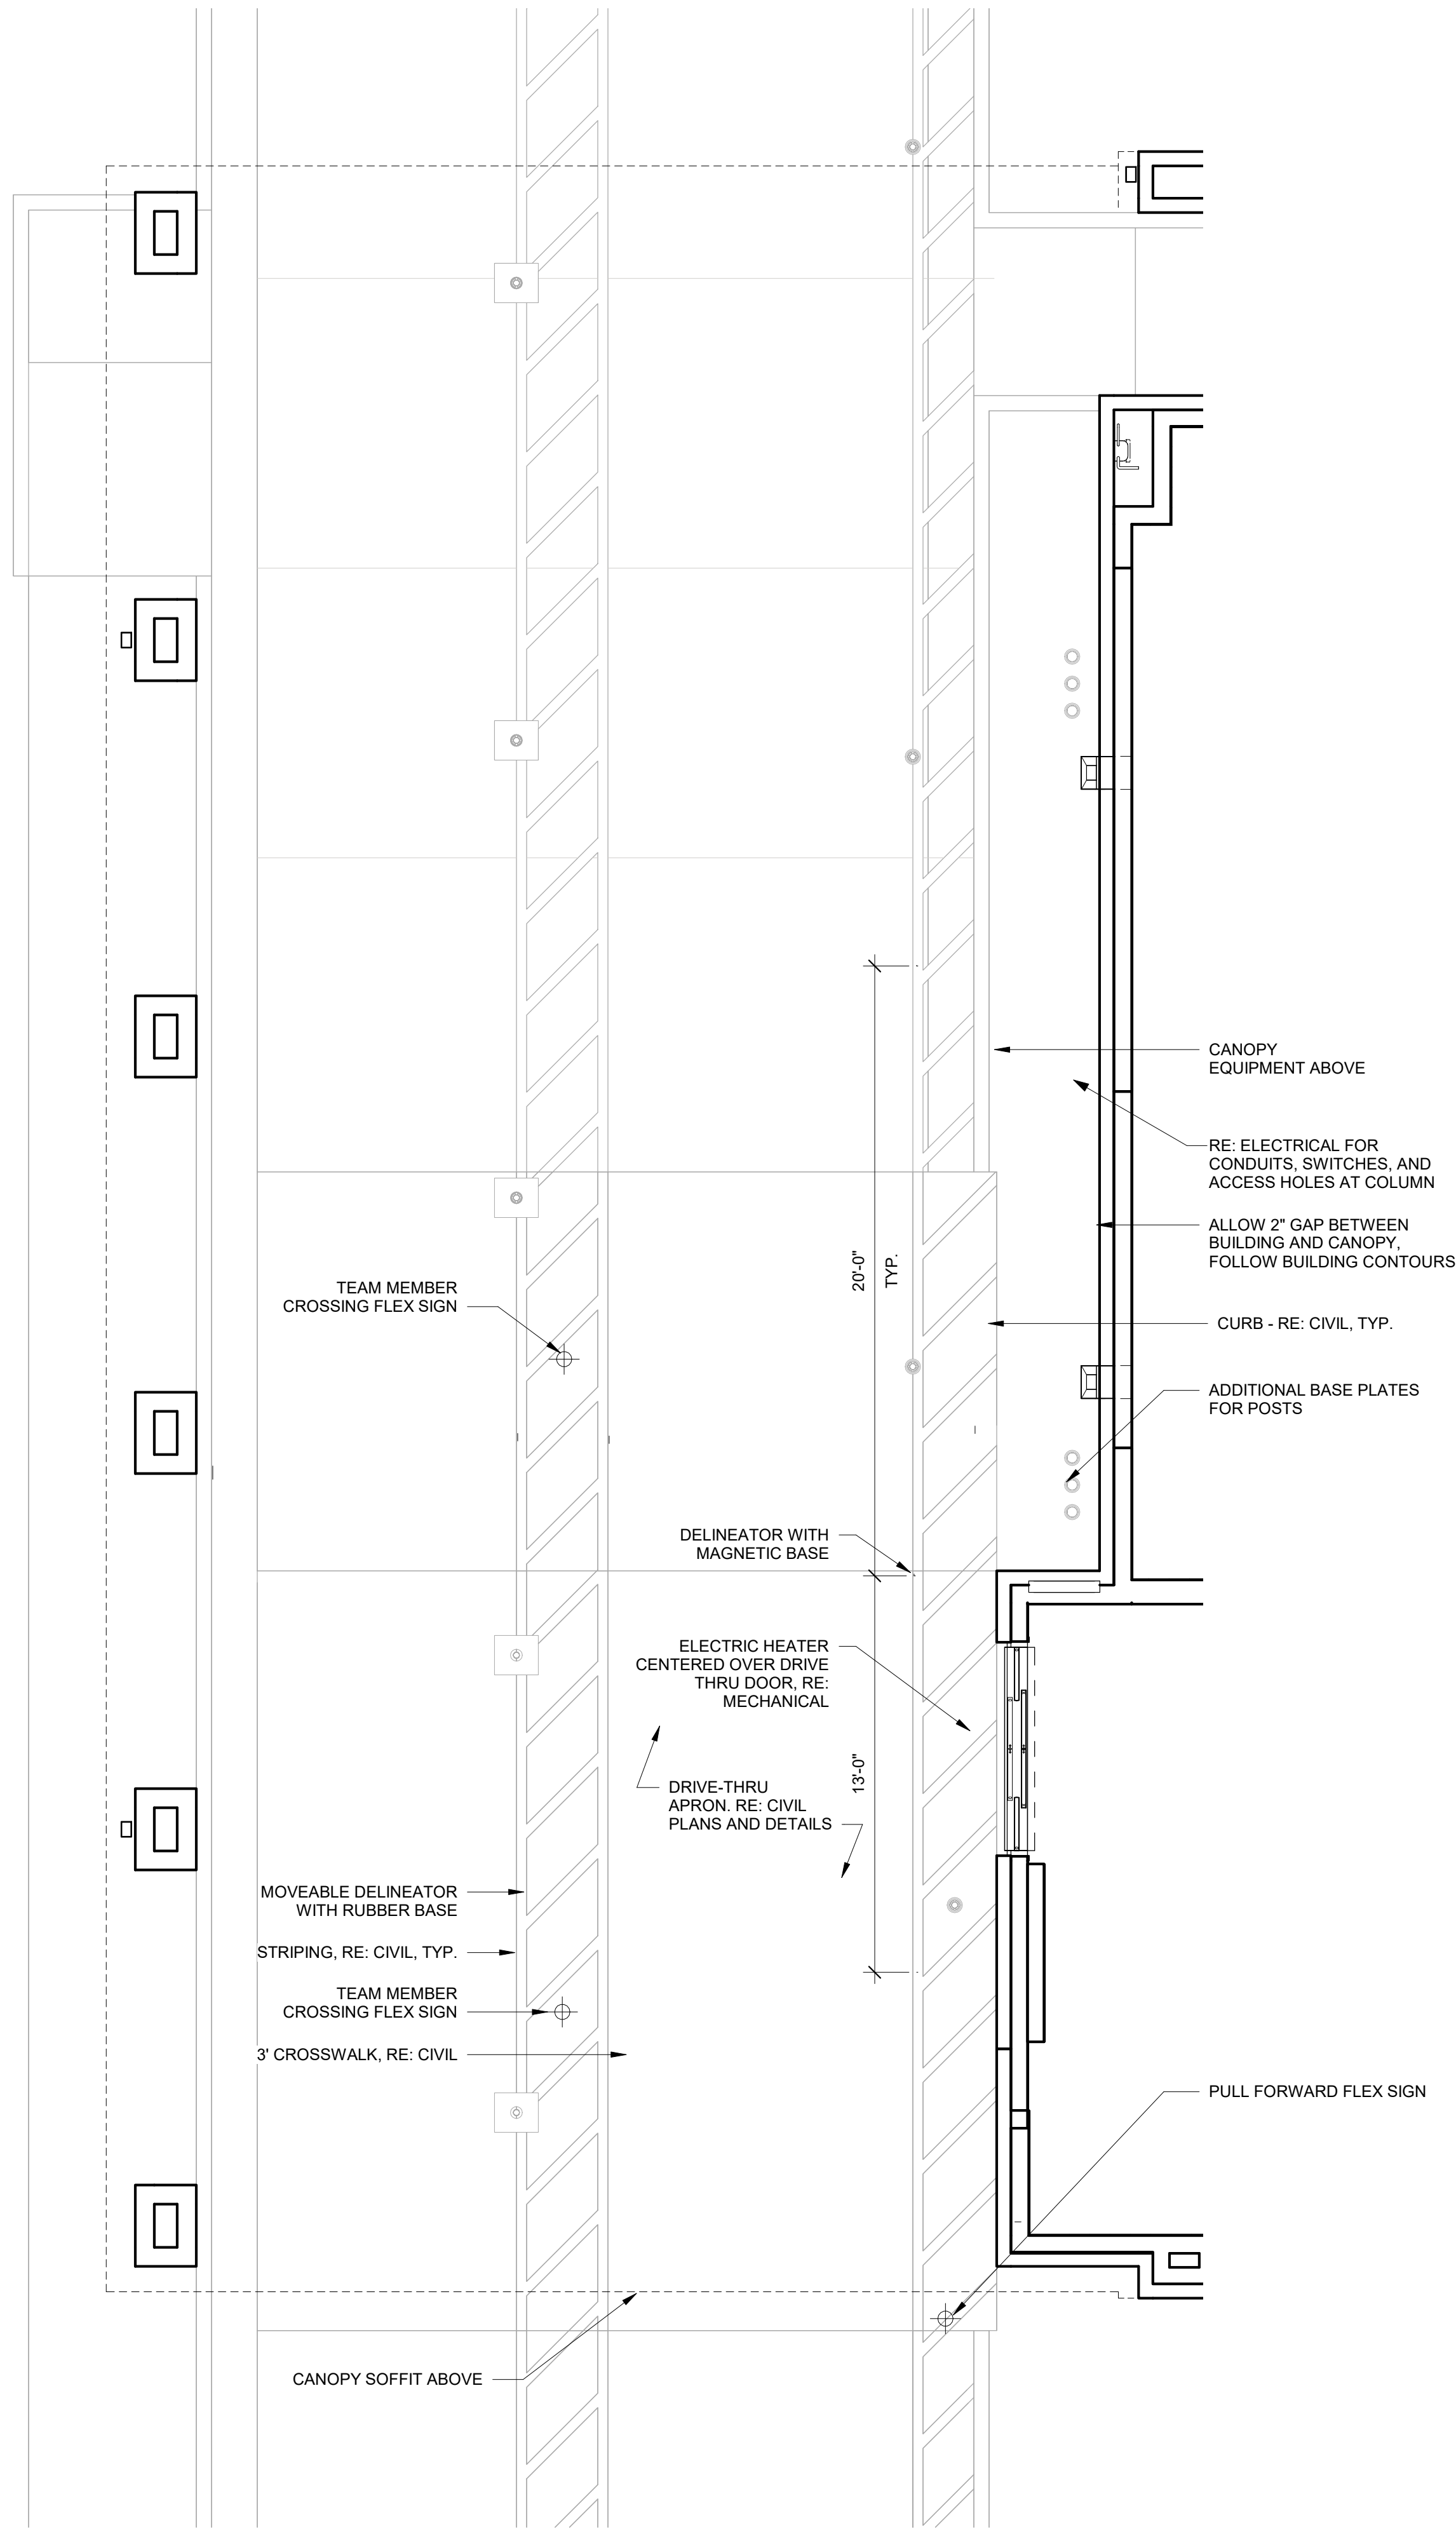 CANOPY
EQUIPMENT ABOVE
RE: ELECTRICAL FOR
CONDUITS, SWITCHES, AND
ACCESS HOLES AT COLUMN
ALLOW 2" GAP BETWEEN
BUILDING AND CANOPY,
FOLLOW BUILDING CONTOURS
20'-0"
TYP.
TEAM MEMBER
CROSSING FLEX SIGN
CURB - RE: CIVIL, TYP.
ADDITIONAL BASE PLATES
FOR POSTS
DELINEATOR WITH
MAGNETIC BASE
ELECTRIC HEATER
CENTERED OVER DRIVE
THRU DOOR, RE:
MECHANICAL
13'-0"
DRIVE-THRU
APRON. RE: CIVIL
PLANS AND DETAILS
MOVEABLE DELINEATOR
WITH RUBBER BASE
STRIPING, RE: CIVIL, TYP.
TEAM MEMBER
CROSSING FLEX SIGN
3' CROSSWALK, RE: CIVIL
PULL FORWARD FLEX SIGN
CANOPY SOFFIT ABOVE